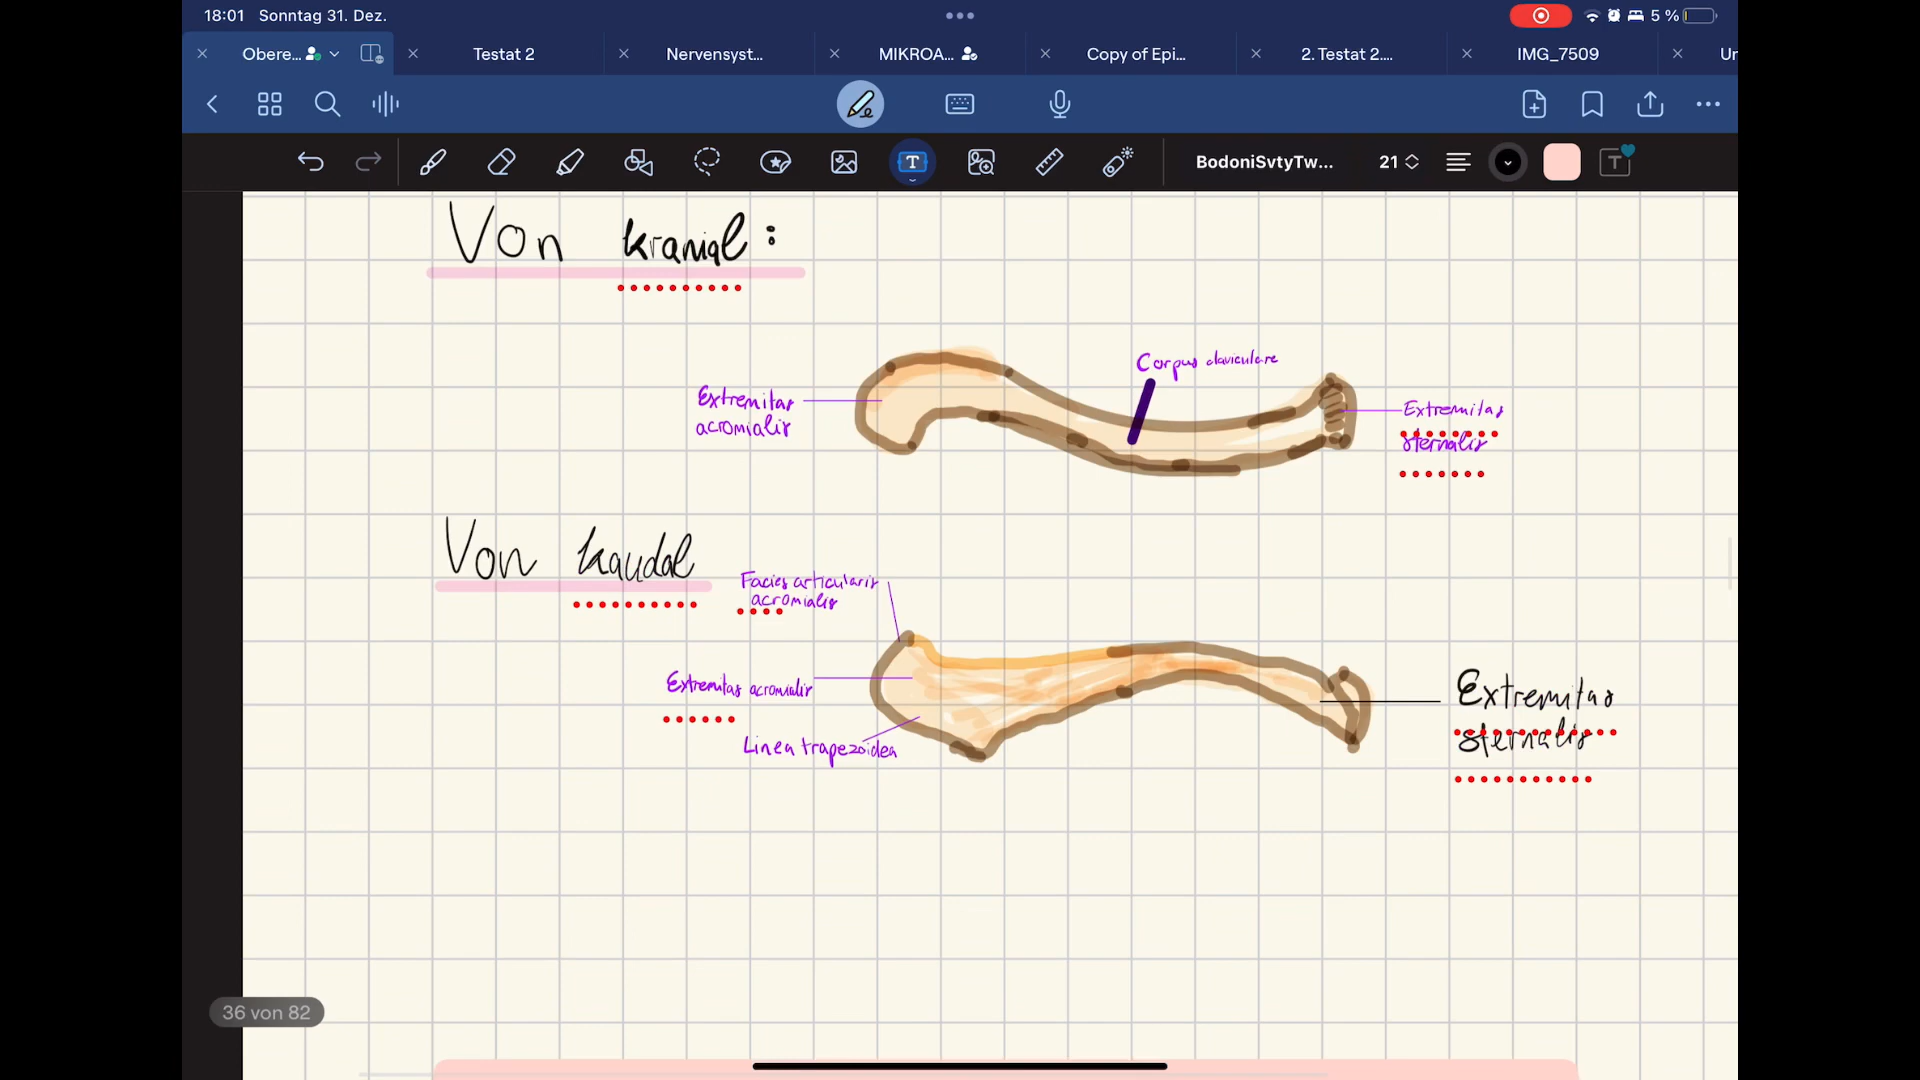 18:01 Sonntag 31. Dez.
5 %
Obere...
Testat 2
Nervensyst...
MIKROA...
Copy of Epi...
2. Testat 2....
IMG_7509
Ur
T
BodoniSvtyTw...
21
T
Von kranial:
Corpus claviculare
Extremitas
acromialis
Extremitas
sternalis
Von kaudal
Facies articularis
acromialis
Extremitas acromialis
Extremitas
sternalis
Linea trapezoidea
36 von 82